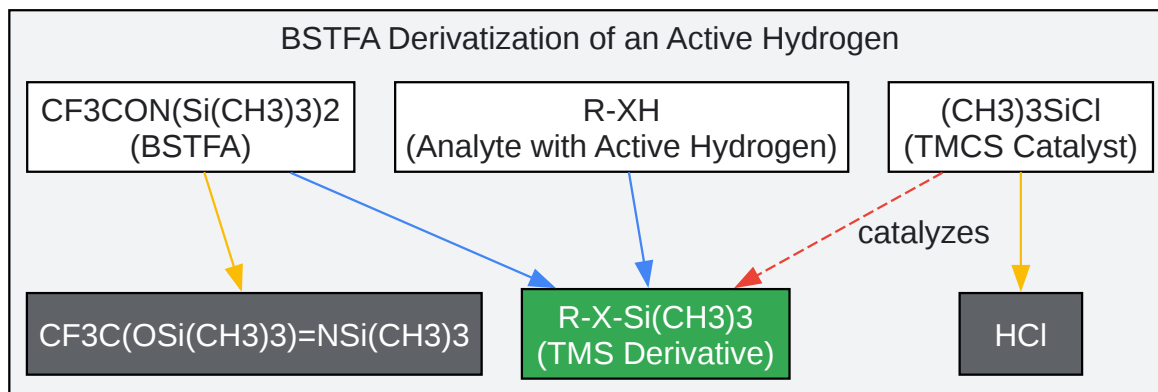 BSTFA Derivatization of an Active Hydrogen
CF3CON(Si(CH3)3)2
(BSTFA)
R-XH
(Analyte with Active Hydrogen)
(CH3)3SiCl
(TMCS Catalyst)
catalyzes
CF3C(OSi(CH3)3)=NSi(CH3)3
R-X-Si(CH3)3
(TMS Derivative)
HCl